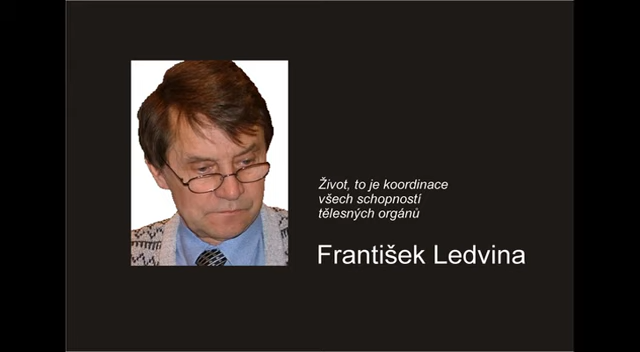 Život, to je koordinace
všech schopností
tělesných orgánů
František Ledvina